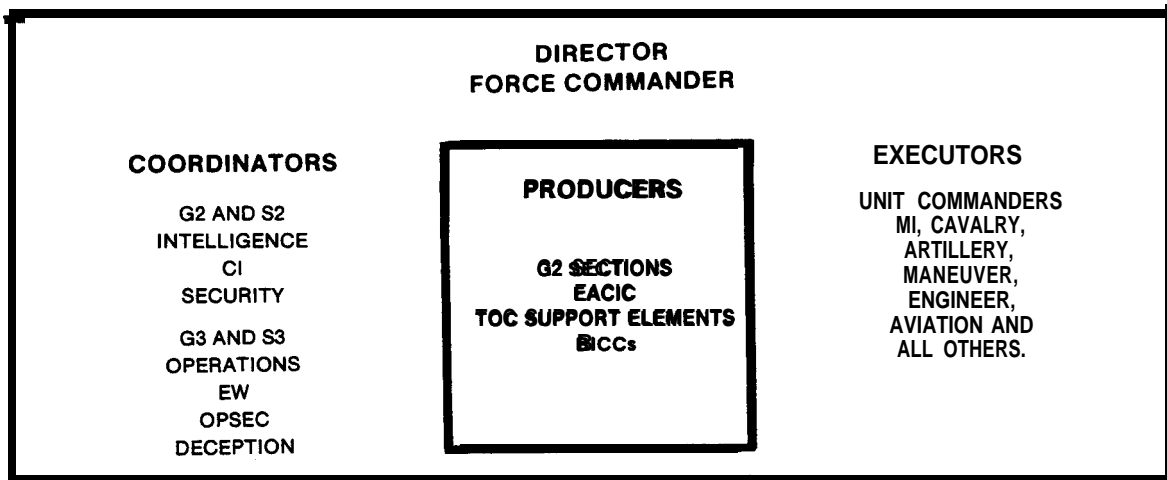 DIRECTOR
FORCE COMMANDER
COORDINATORS
G2 AND S2
INTELLIGENCE
CI
SECURITY
G3 AND S3
OPERATIONS
EW
OPSEC
DECEPTION
PRODUCERS
G2 SECTIONS
EACIC
TOC SUPPORT ELEMENTS
BICCs
EXECUTORS
UNIT COMMANDERS
MI, CAVALRY,
ARTILLERY,
MANEUVER,
ENGINEER,
AVIATION AND
ALL OTHERS.